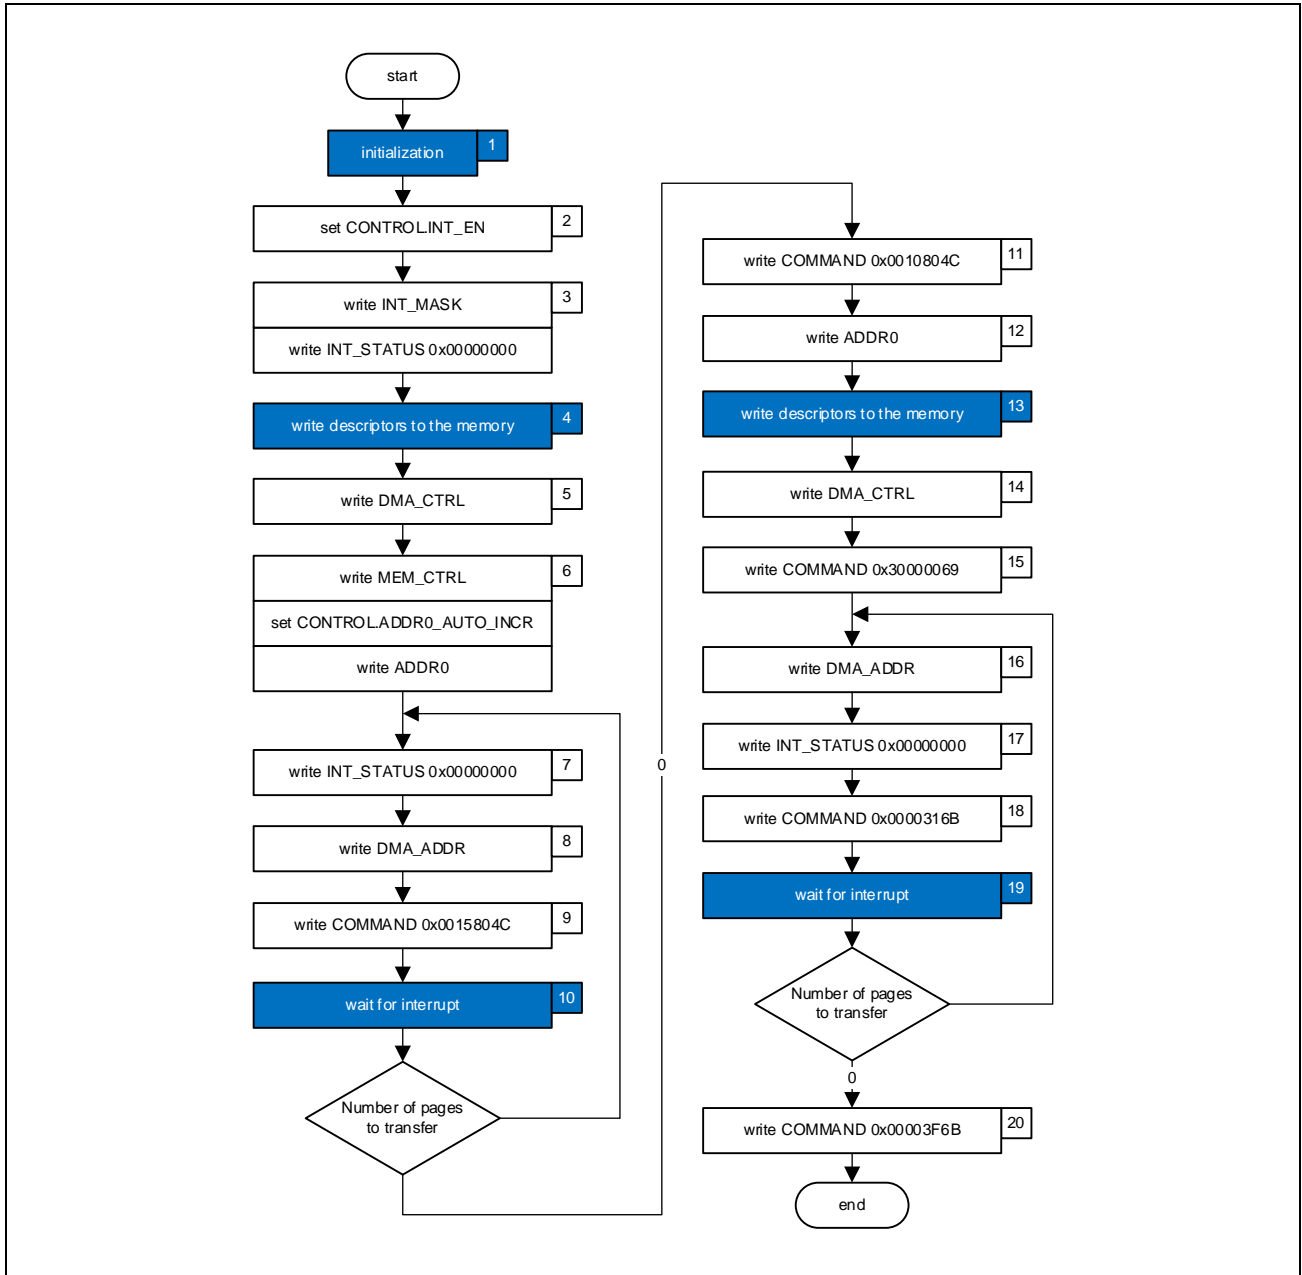 start
initialization
1
set CONTROL.INT_EN
2
write INT_MASK
3
write INT_STATUS 0x00000000
write descriptors to the memory
4
write DMA_CTRL
5
write MEM_CTRL
6
set CONTROL.ADDR0_AUTO_INCR
write ADDR0
write INT_STATUS 0x00000000
7
write DMA_ADDR
8
write COMMAND 0x0015804C
9
wait for interrupt
10
Number of pages
to transfer
0
write COMMAND 0x0010804C
11
write ADDR0
12
write descriptors to the memory
13
write DMA_CTRL
14
write COMMAND 0x30000069
15
write DMA_ADDR
16
write INT_STATUS 0x00000000
17
write COMMAND 0x0000316B
18
wait for interrupt
19
Number of pages
to transfer
0
write COMMAND 0x00003F6B
20
end